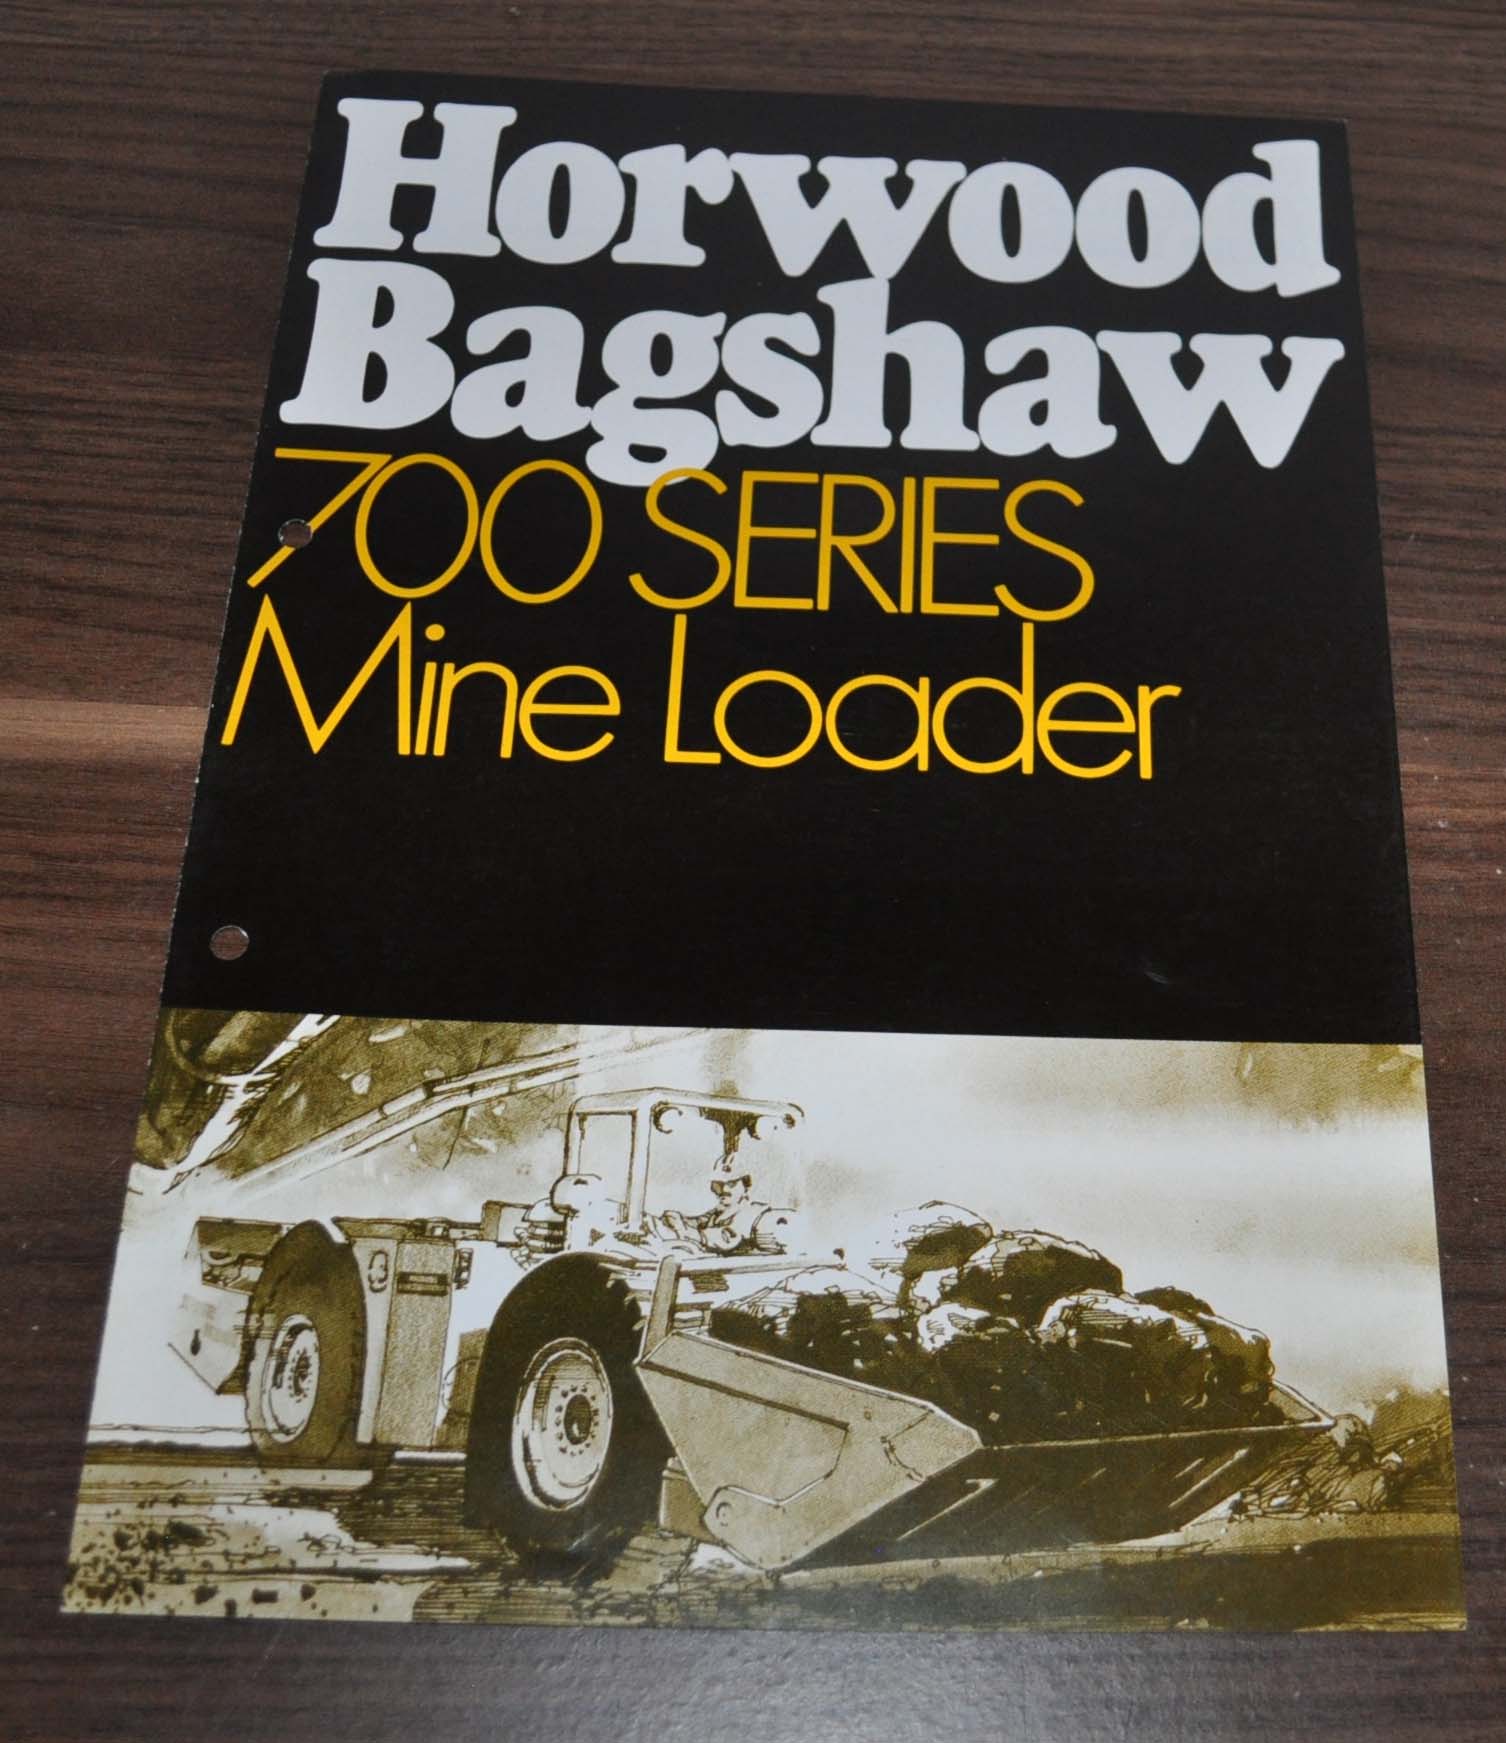 Horwood
Bagshaw
700 SERIES
Mine Loader